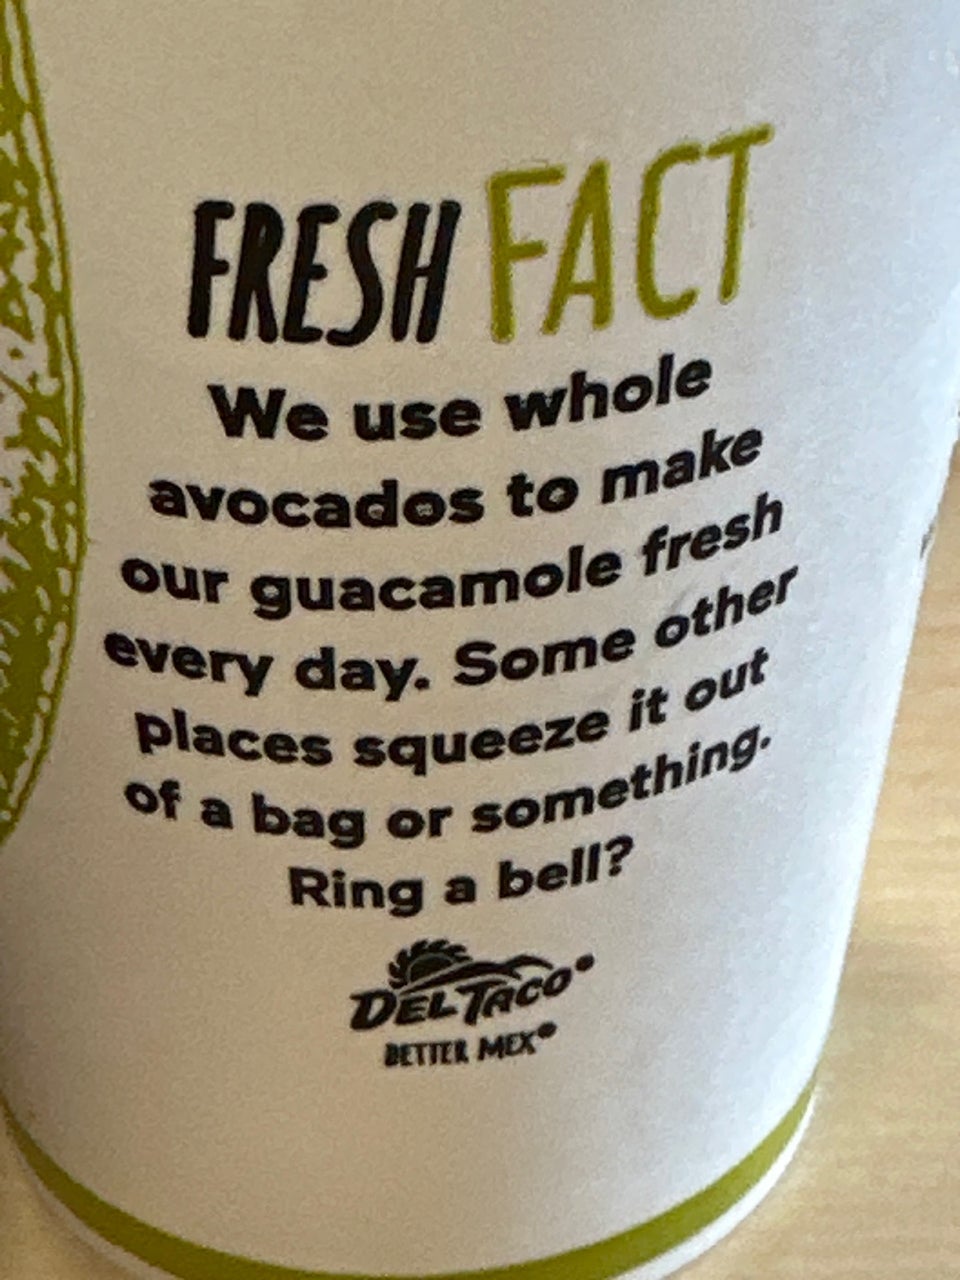 FRESH FACT
We use whole
avocados to make
our guacamole fresh
every day. Some other
places squeeze it out
of a bag or something.
Ring a bell?
DEL TACO
BETTER MEX